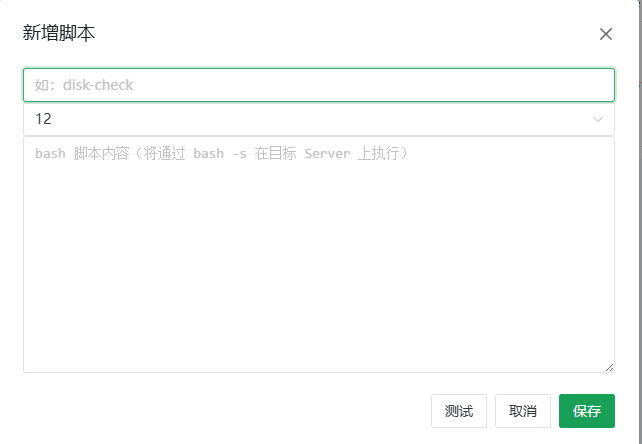 新增脚本
如：disk-check
12
bash 脚本内容（将通过 bash -s 在目标 Server 上执行）
测试 取消 保存